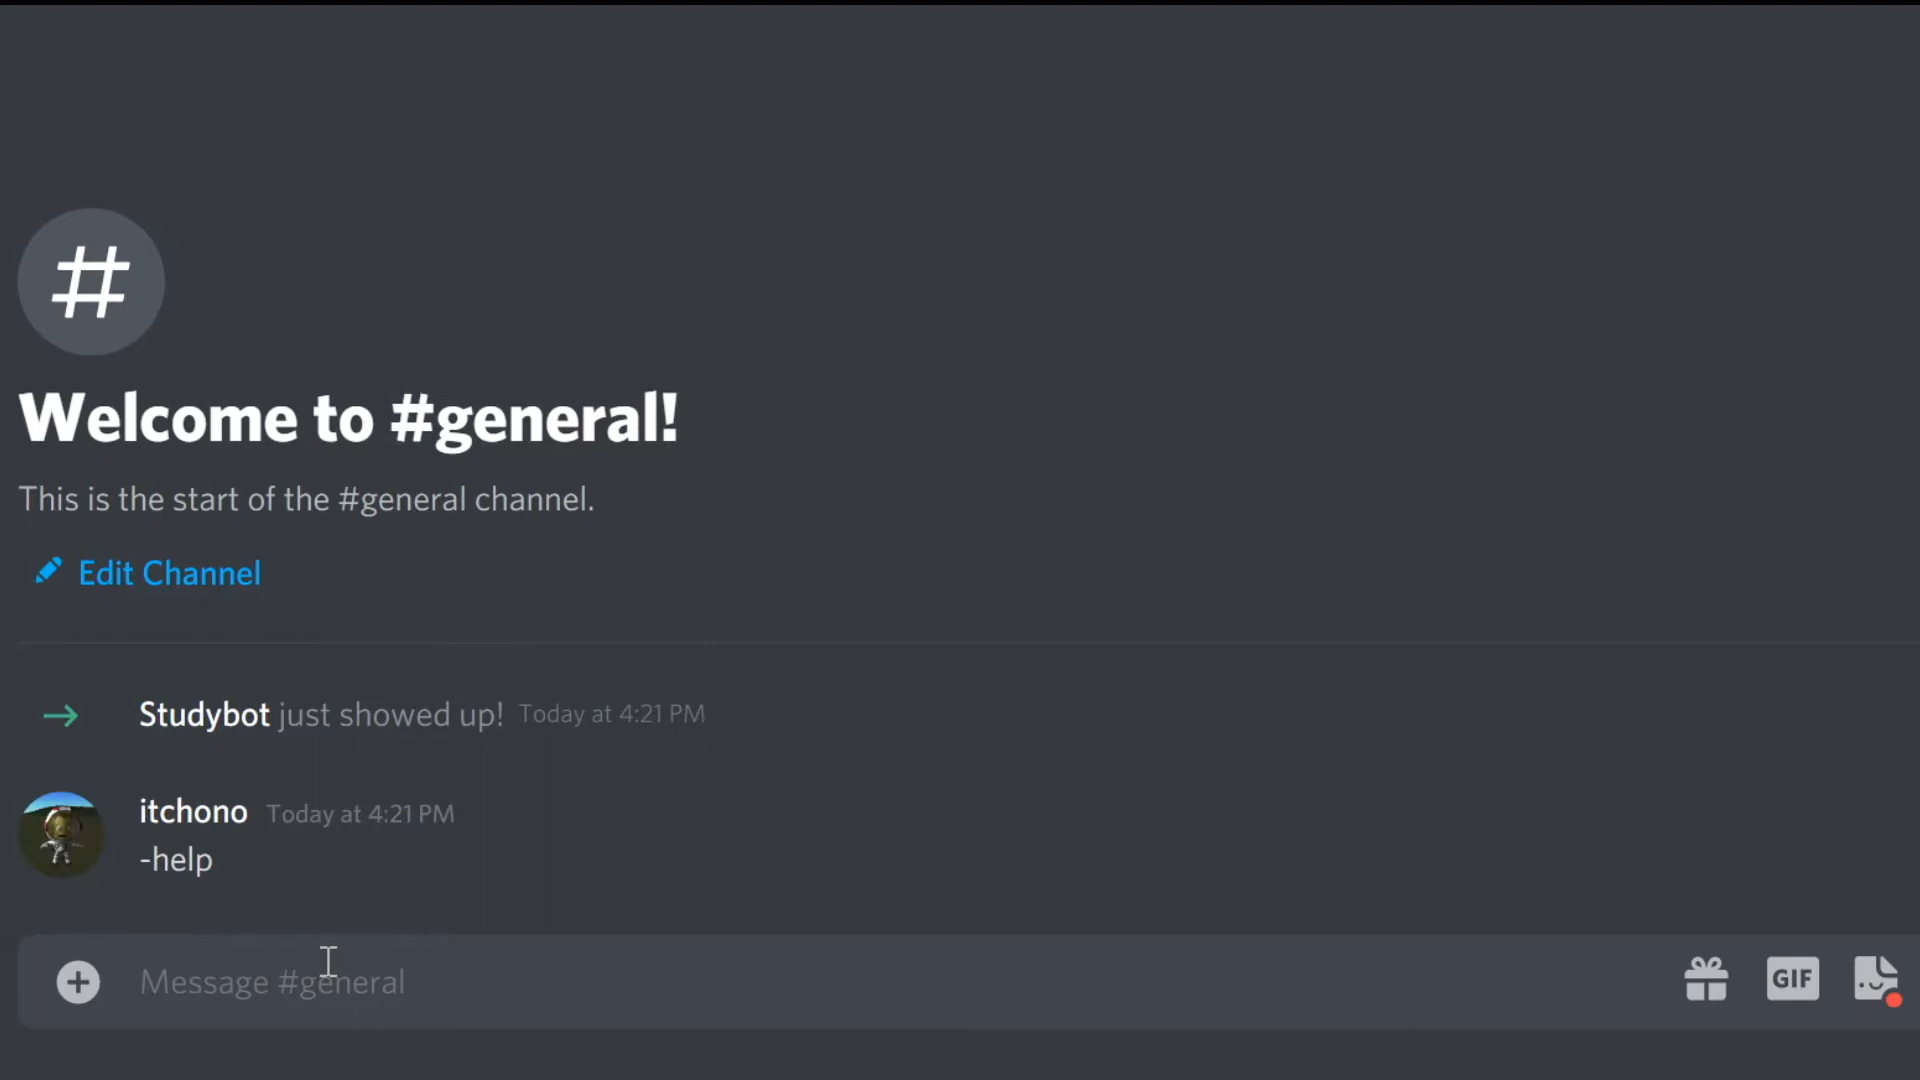 #
Welcome to #general!
This is the start of the #general channel.
Edit Channel
Studybot just showed up! Today at 4:21 PM
itchono Today at 4:21 PM
-help
Message #general
GIF